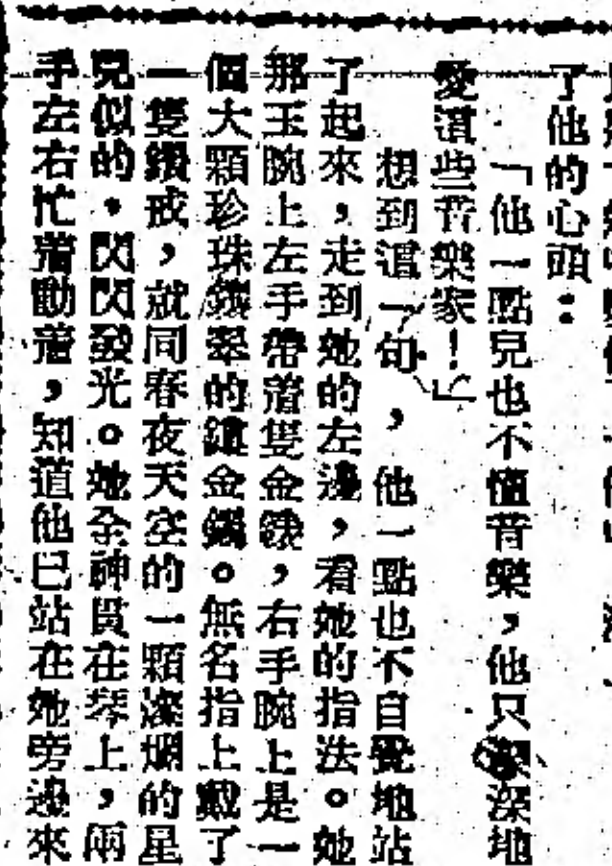 了他的心頭：
「他一點兒也不懂音樂，他只深深地
愛這些音樂家！」
想到這一句，他一點也不自覺地站
了起來，走到她的左邊，看她的指法。她
那玉腕上左手帶着隻金錶，右手腕上是一
個大顆珍珠鑲翠的鍍金鐲。無名指上戴了
一隻鑽戒，就同春夜天空的一顆燦爛的星
兒似的，閃閃發光。她全神貫在琴上，兩
手左右忙着動着，知道他已站在她旁邊來